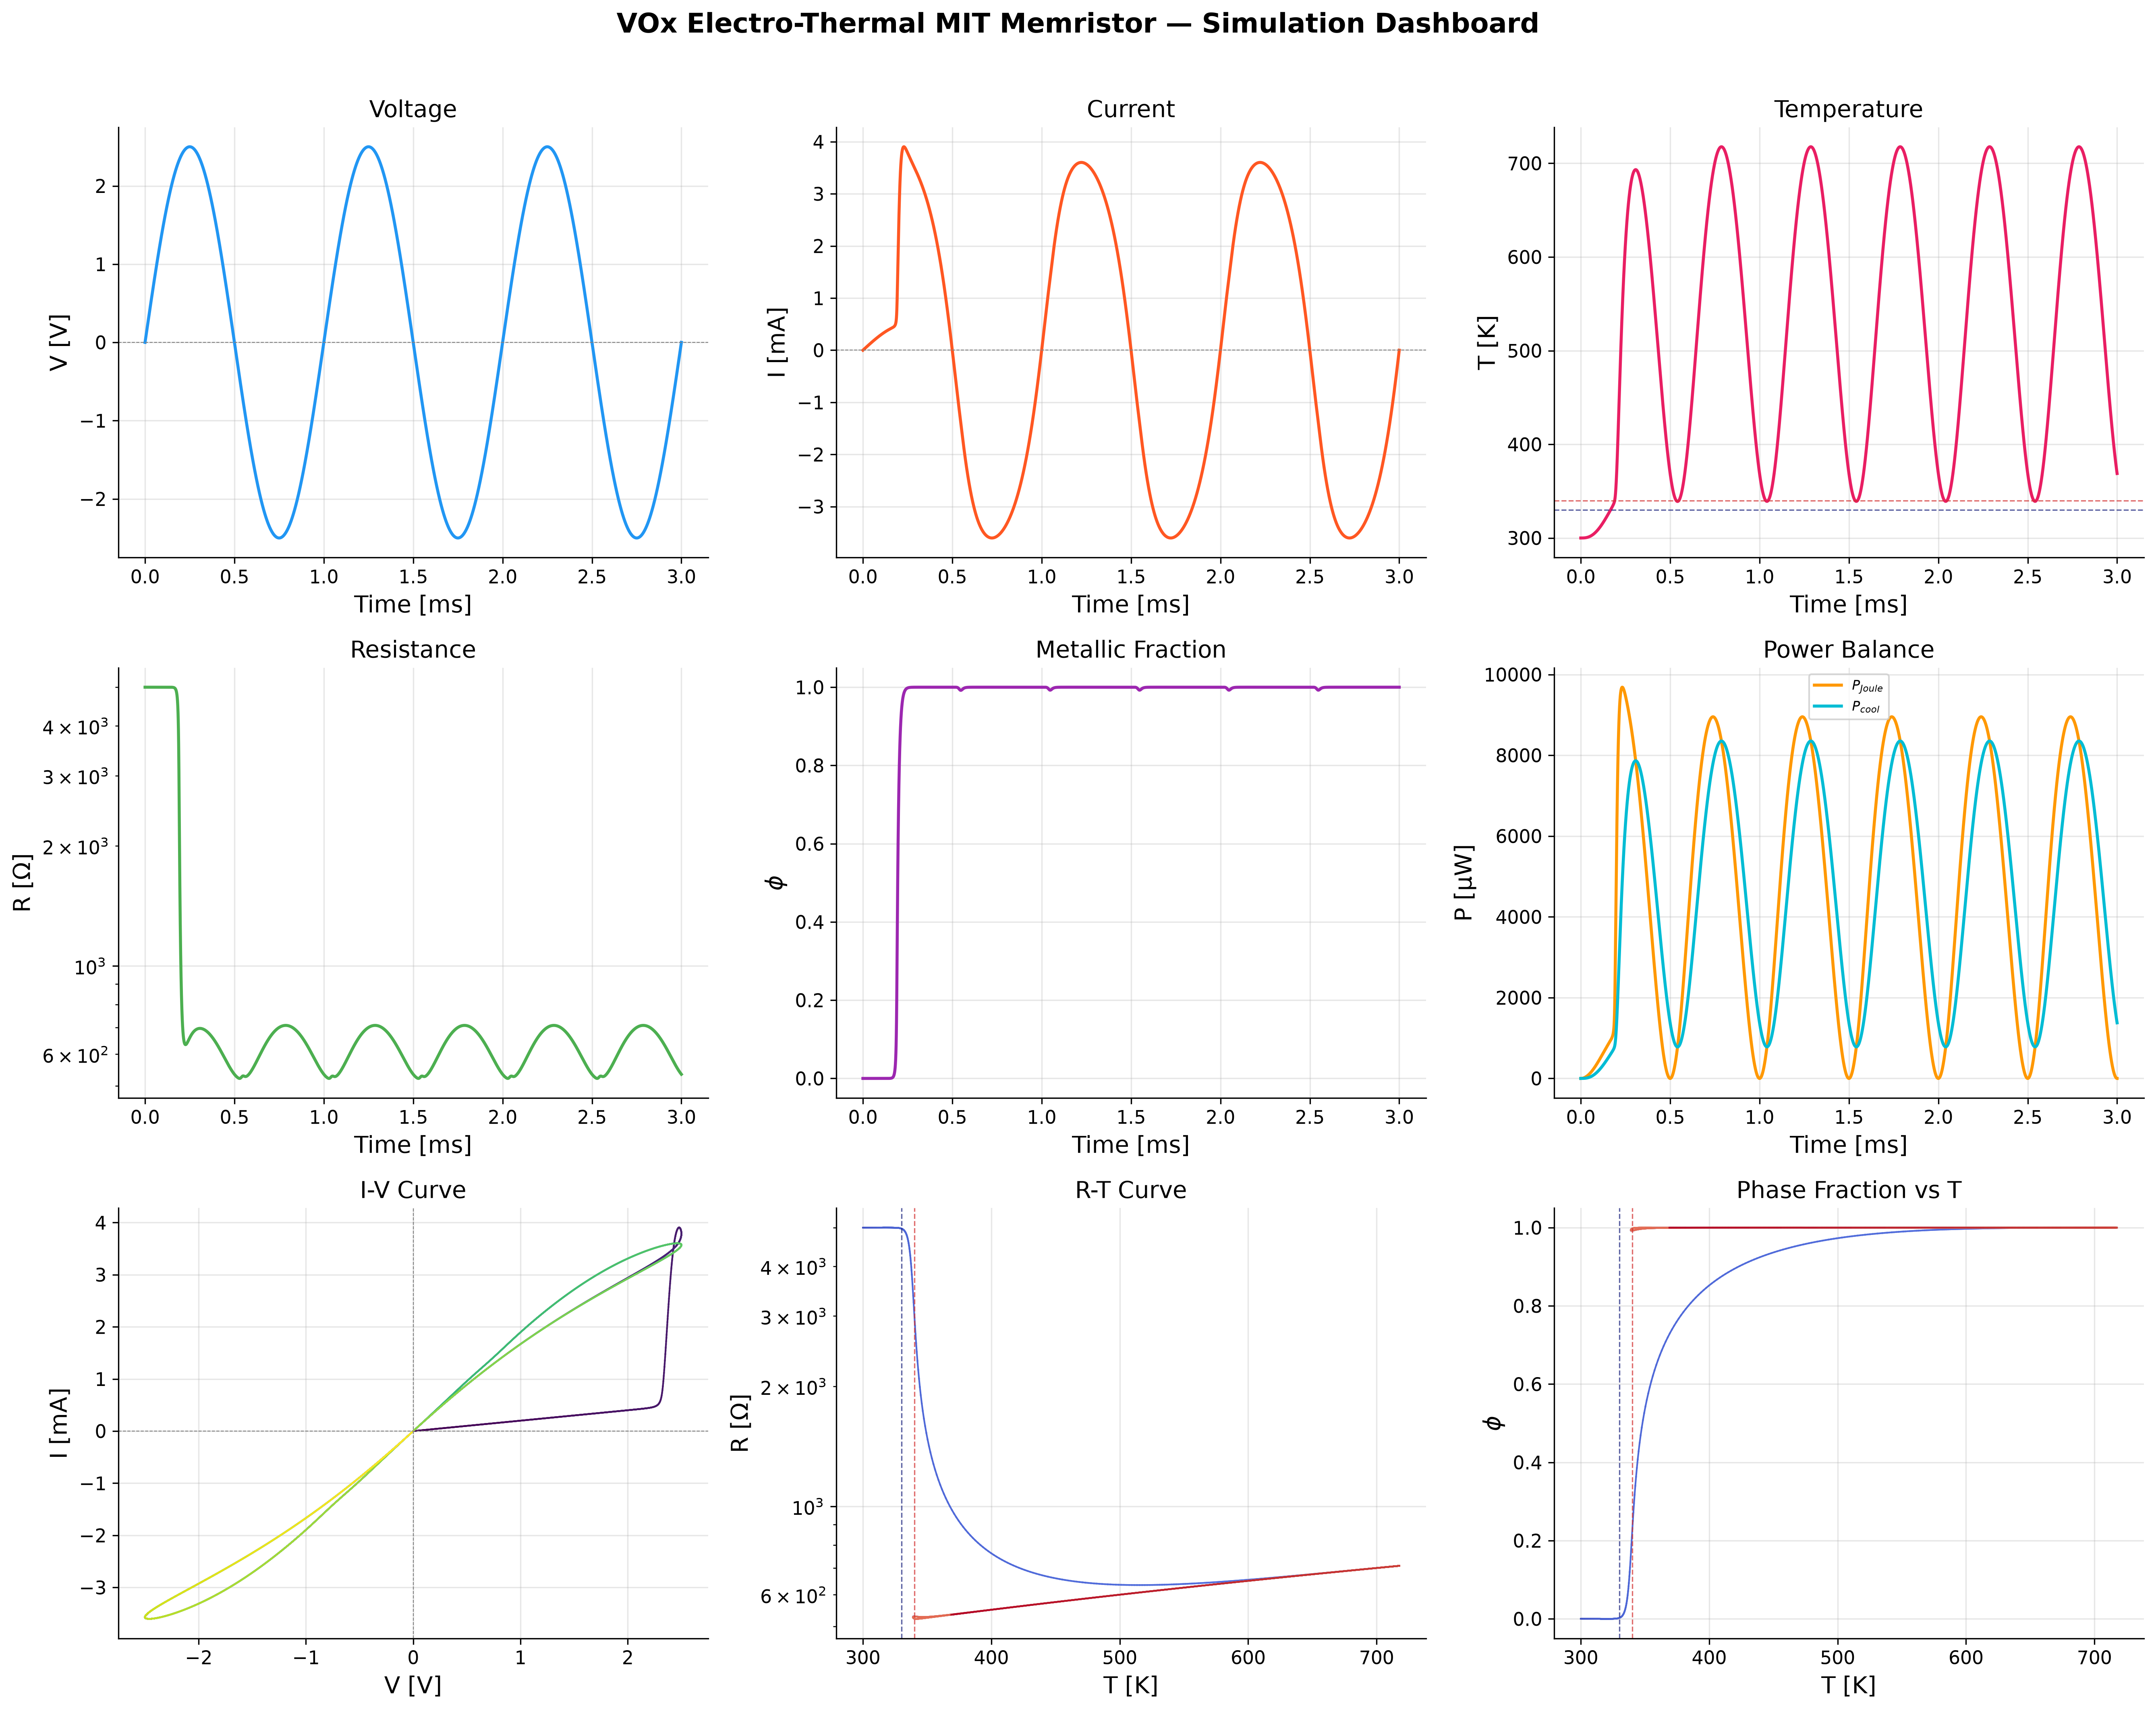 VOx Electro-Thermal MIT Memristor — Simulation Dashboard
Voltage
V [V]
2
1
0
−1
−2
0.0 0.5 1.0 1.5 2.0 2.5 3.0
Time [ms]
Current
I [mA]
4
3
2
1
0
−1
−2
−3
0.0 0.5 1.0 1.5 2.0 2.5 3.0
Time [ms]
Temperature
T [K]
700
600
500
400
300
0.0 0.5 1.0 1.5 2.0 2.5 3.0
Time [ms]
Resistance
R [Ω]
4 × 10³
3 × 10³
2 × 10³
10³
6 × 10²
0.0 0.5 1.0 1.5 2.0 2.5 3.0
Time [ms]
Metallic Fraction
ϕ
1.0
0.8
0.6
0.4
0.2
0.0
0.0 0.5 1.0 1.5 2.0 2.5 3.0
Time [ms]
Power Balance
P [µW]
10000
8000
6000
4000
2000
0
P_Joule
P_cool
0.0 0.5 1.0 1.5 2.0 2.5 3.0
Time [ms]
I-V Curve
I [mA]
4
3
2
1
0
−1
−2
−3
−2 −1 0 1 2
V [V]
R-T Curve
R [Ω]
4 × 10³
3 × 10³
2 × 10³
10³
6 × 10²
300 400 500 600 700
T [K]
Phase Fraction vs T
ϕ
1.0
0.8
0.6
0.4
0.2
0.0
300 400 500 600 700
T [K]